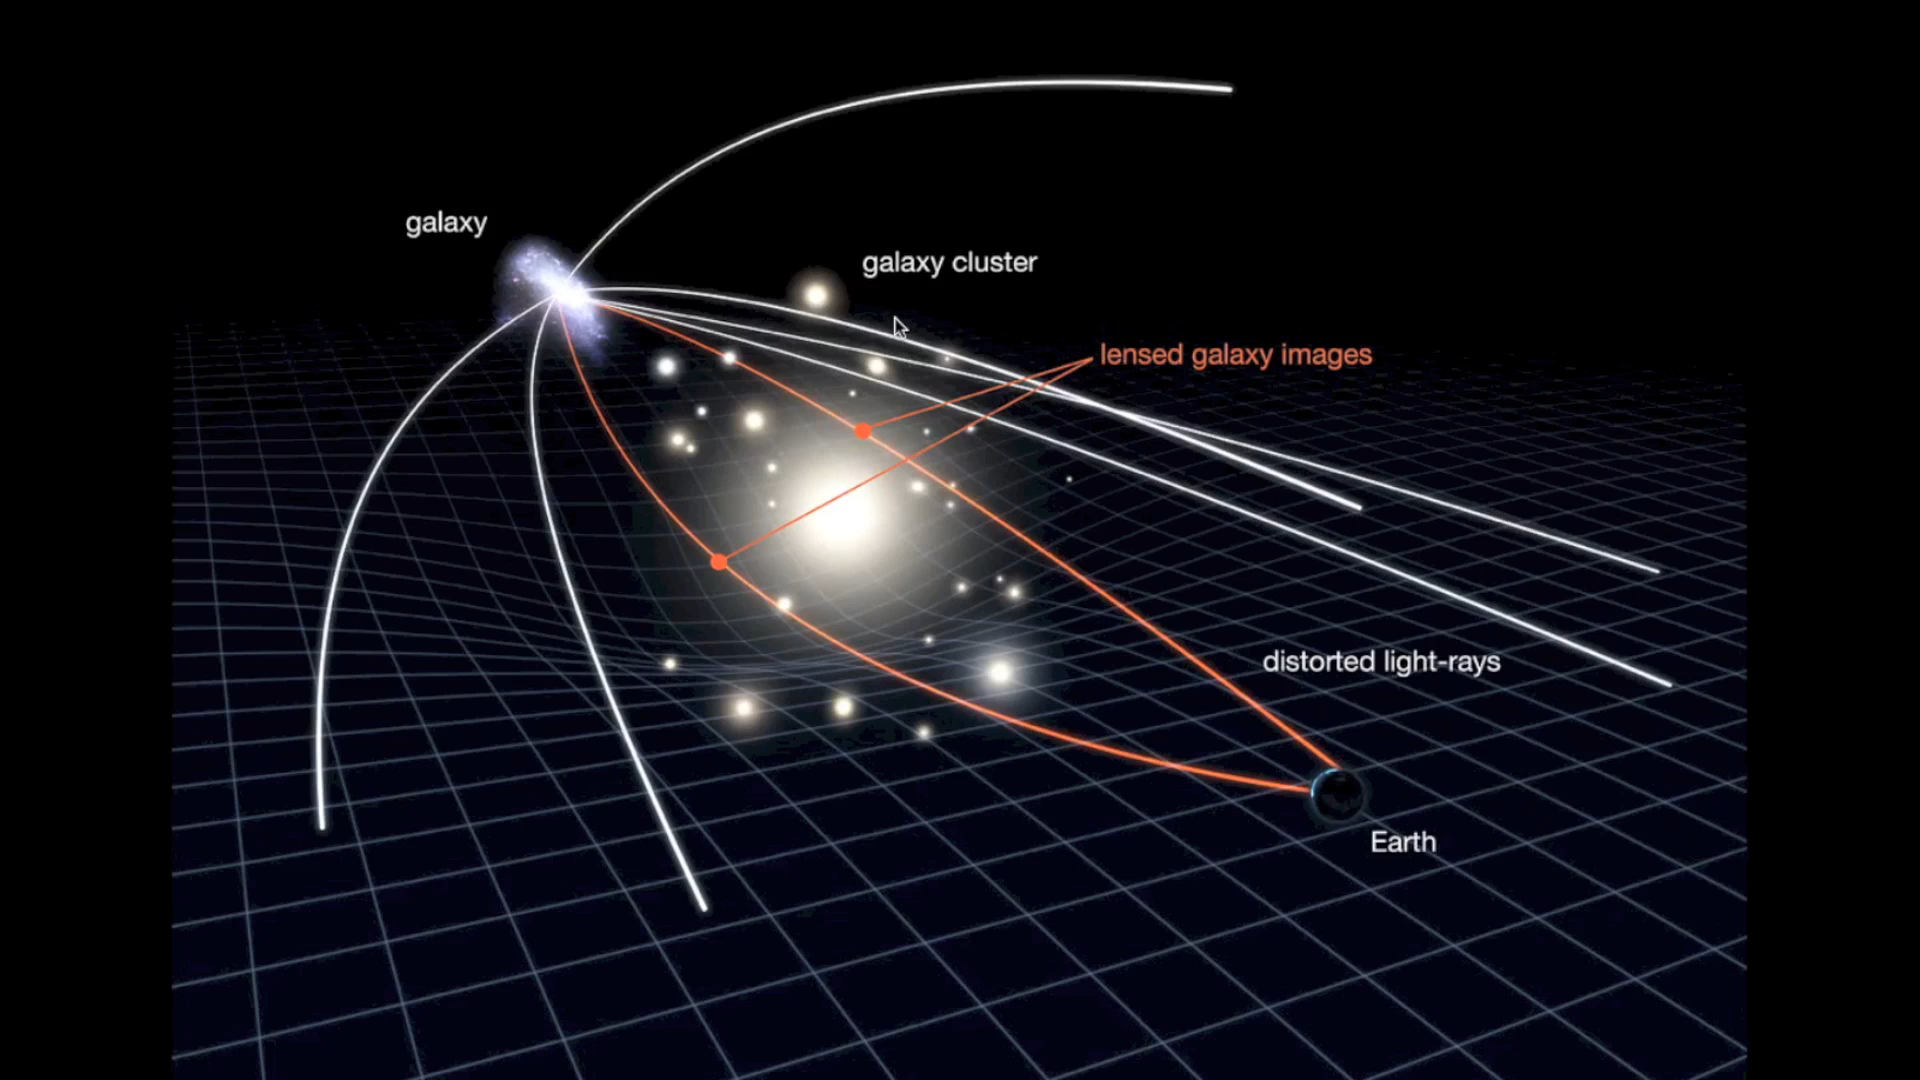 galaxy
galaxy cluster
lensed galaxy images
distorted light-rays
Earth